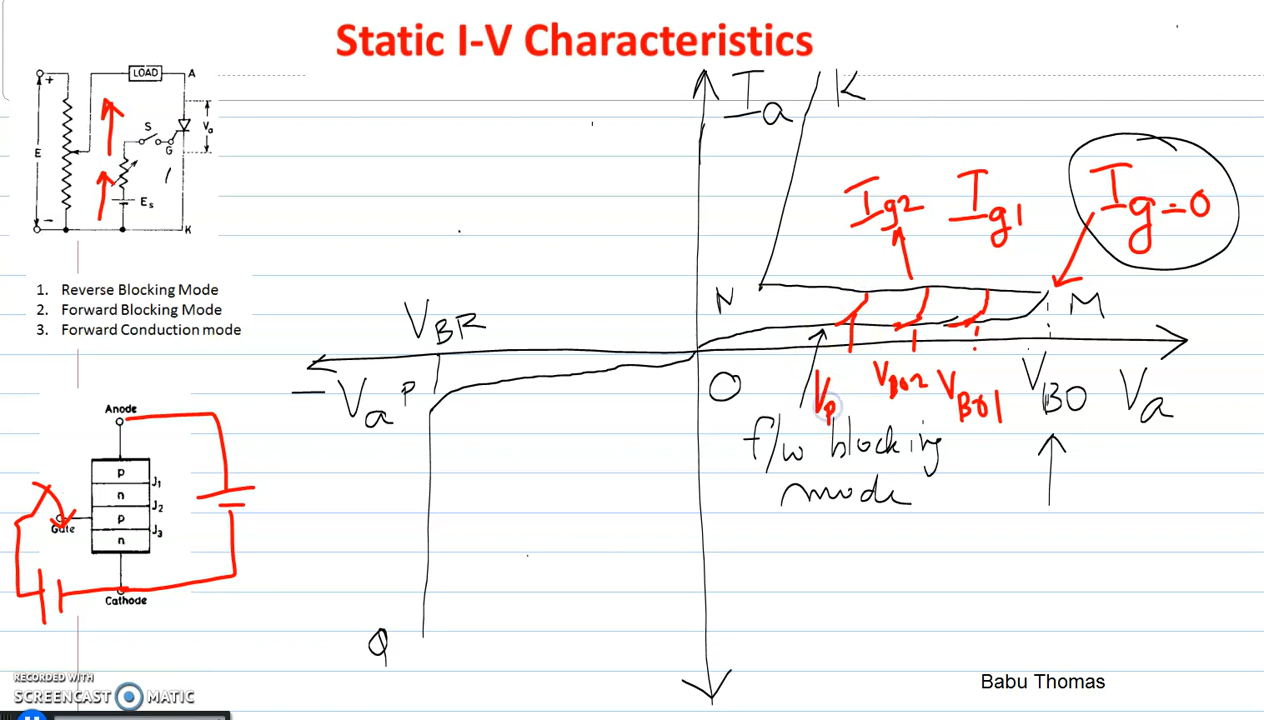 Static I-V Characteristics
LOAD
A
+
S
Va
G
E
Es
-
K
1. Reverse Blocking Mode
2. Forward Blocking Mode
3. Forward Conduction mode
Ia
K
Ig2
Ig1
Ig=0
N
M
VBR
- Va
P
O
VP
VBO2
VBO1
VBO
Va
f/w blocking
mode
Q
Anode
p
J1
n
J2
p
J3
n
Gate
Cathode
RECORDED WITH
SCREENCAST MATIC
Babu Thomas